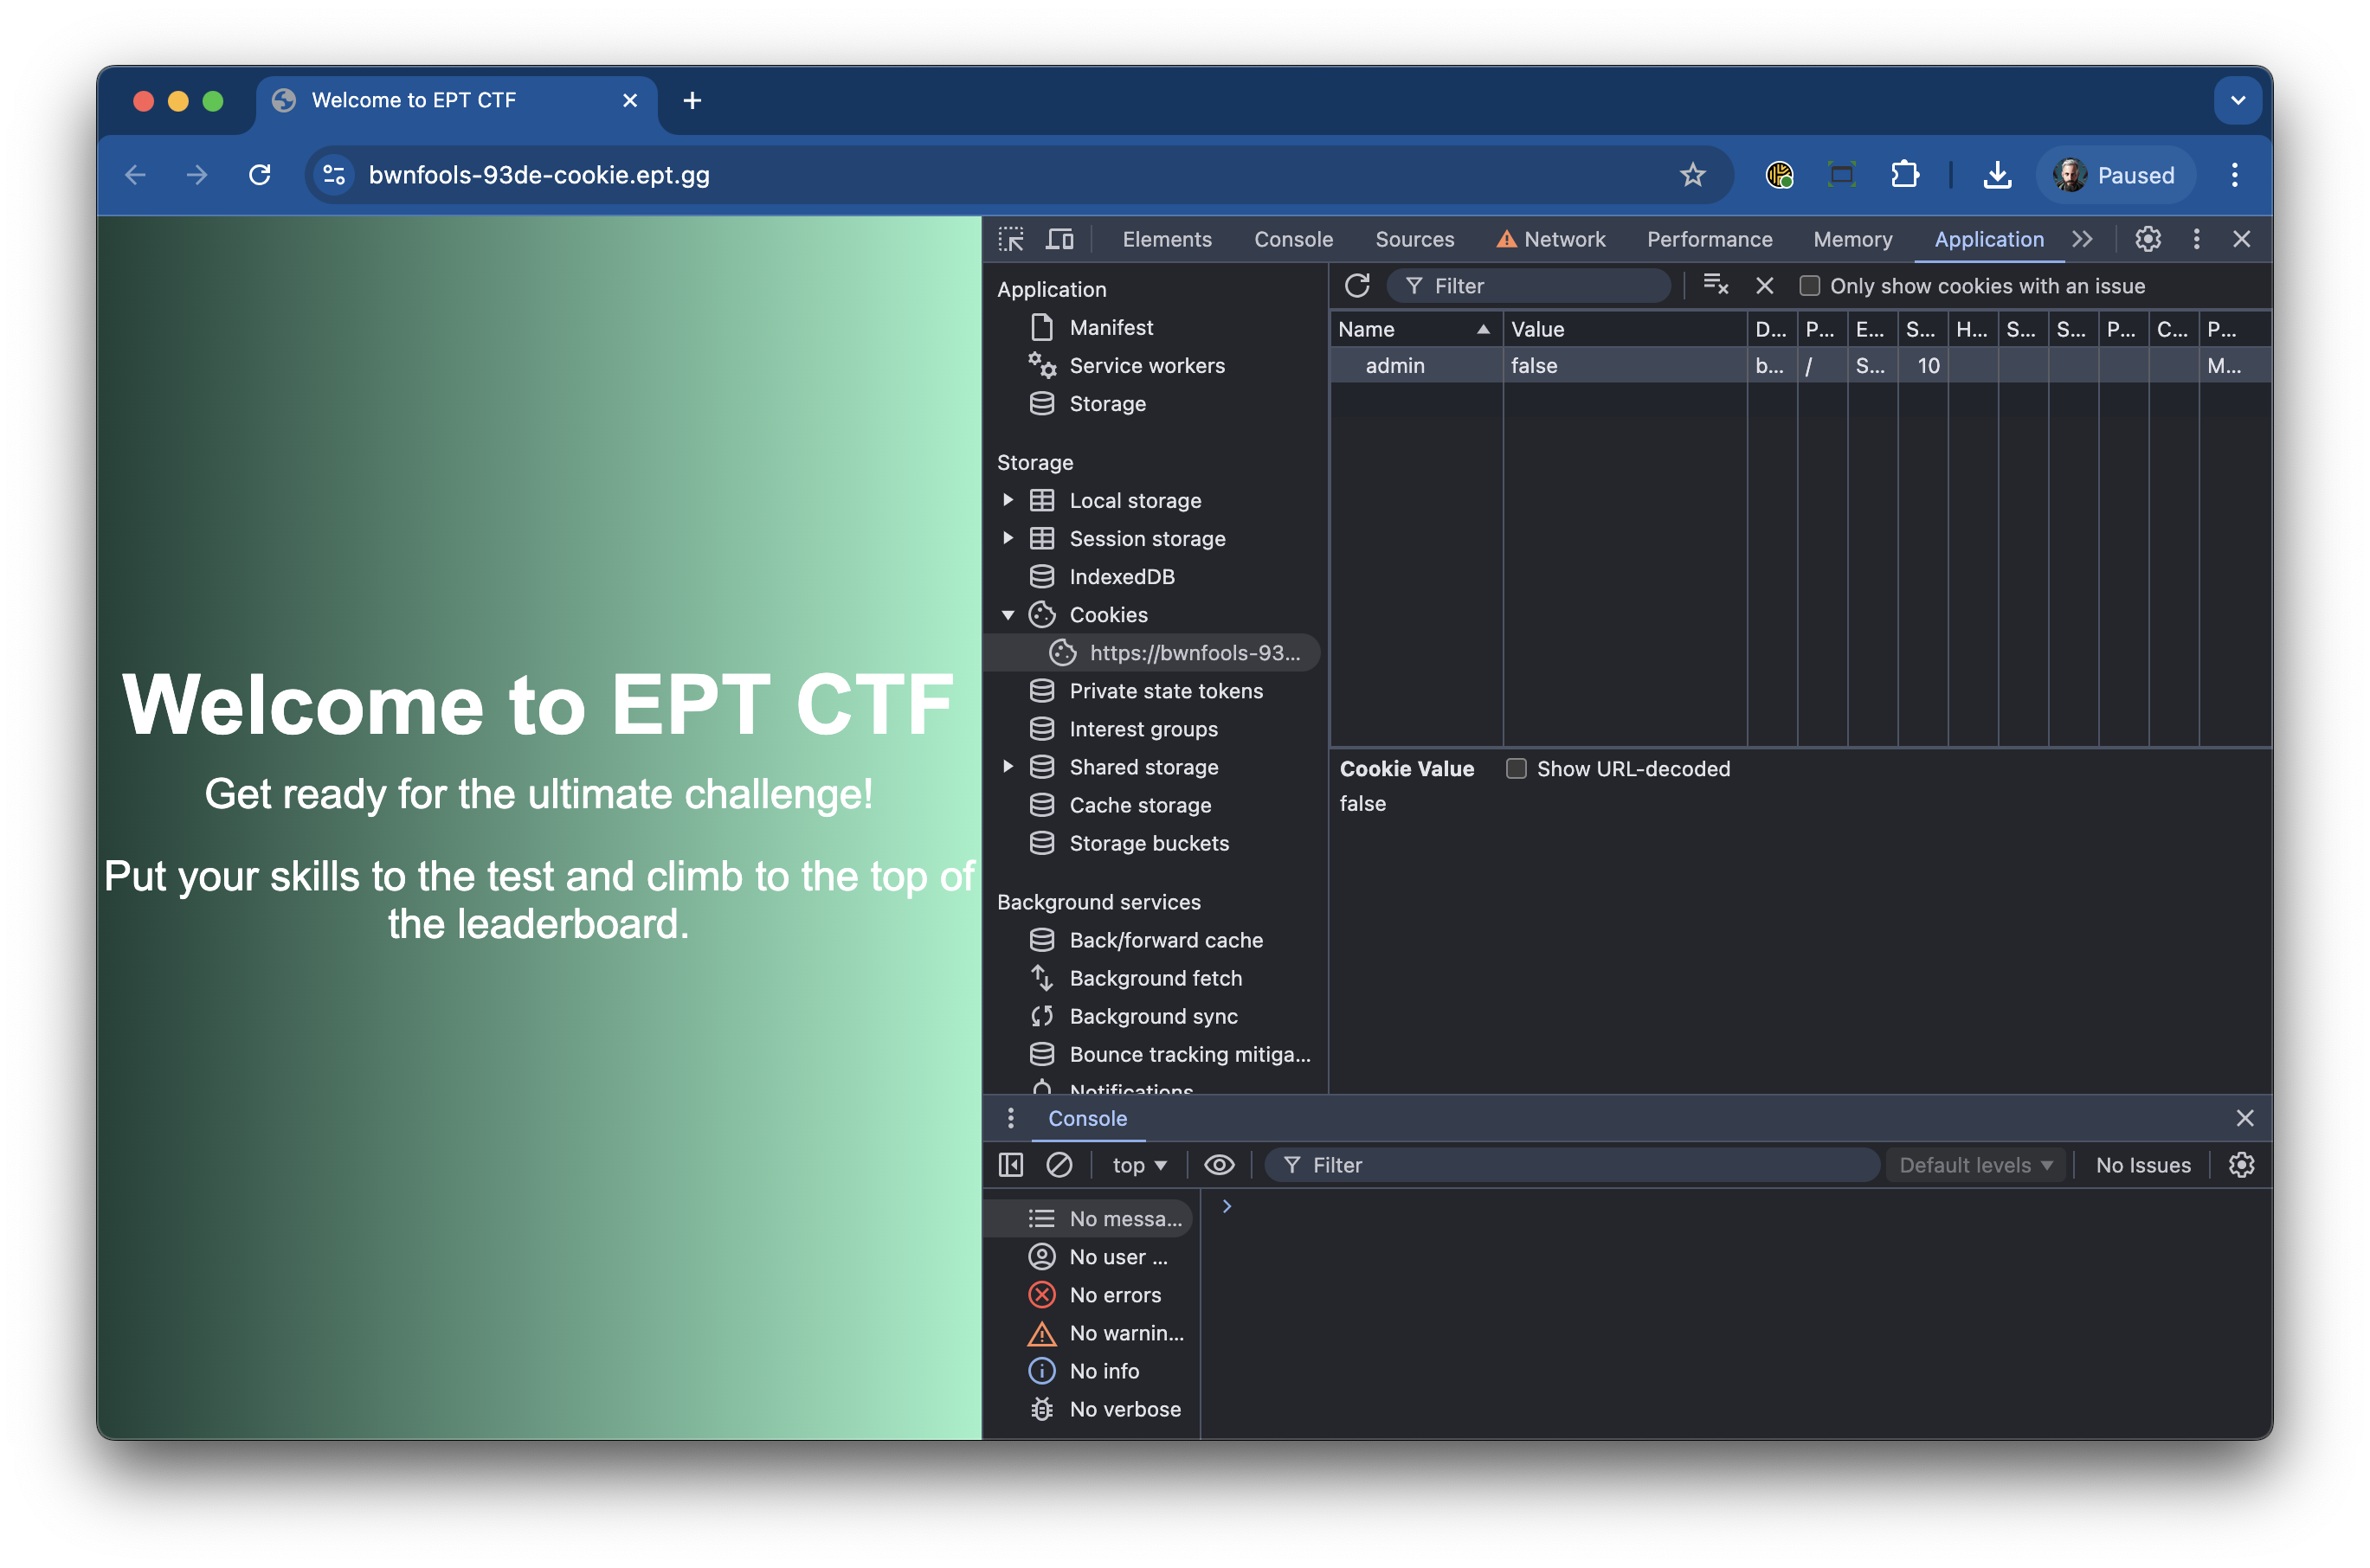 Welcome to EPT CTF
bwnfools-93de-cookie.ept.gg
Paused
Welcome to EPT CTF
Get ready for the ultimate challenge!
Put your skills to the test and climb to the top of
the leaderboard.
Elements Console Sources Network Performance Memory Application
Application
Manifest
Service workers
Storage
Storage
Local storage
Session storage
IndexedDB
Cookies
https://bwnfools-93...
Private state tokens
Interest groups
Shared storage
Cache storage
Storage buckets
Background services
Back/forward cache
Background fetch
Background sync
Bounce tracking mitiga...
Notifications
Filter Only show cookies with an issue
Name Value D... P... E... S... H... S... S... P... C... P...
admin false b... / S... 10 M...
Cookie Value Show URL-decoded
false
Console
top Filter Default levels No Issues
No messa...
No user ...
No errors
No warnin...
No info
No verbose